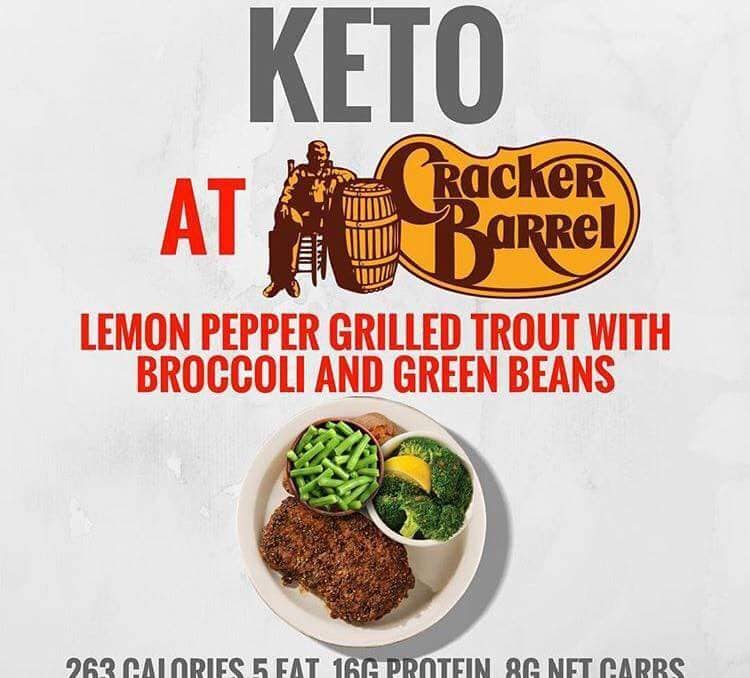 KETO
AT Cracker
Barrel
LEMON PEPPER GRILLED TROUT WITH
BROCCOLI AND GREEN BEANS
263 CALORIES 5 FAT 16G PROTEIN 8G NET CARBS